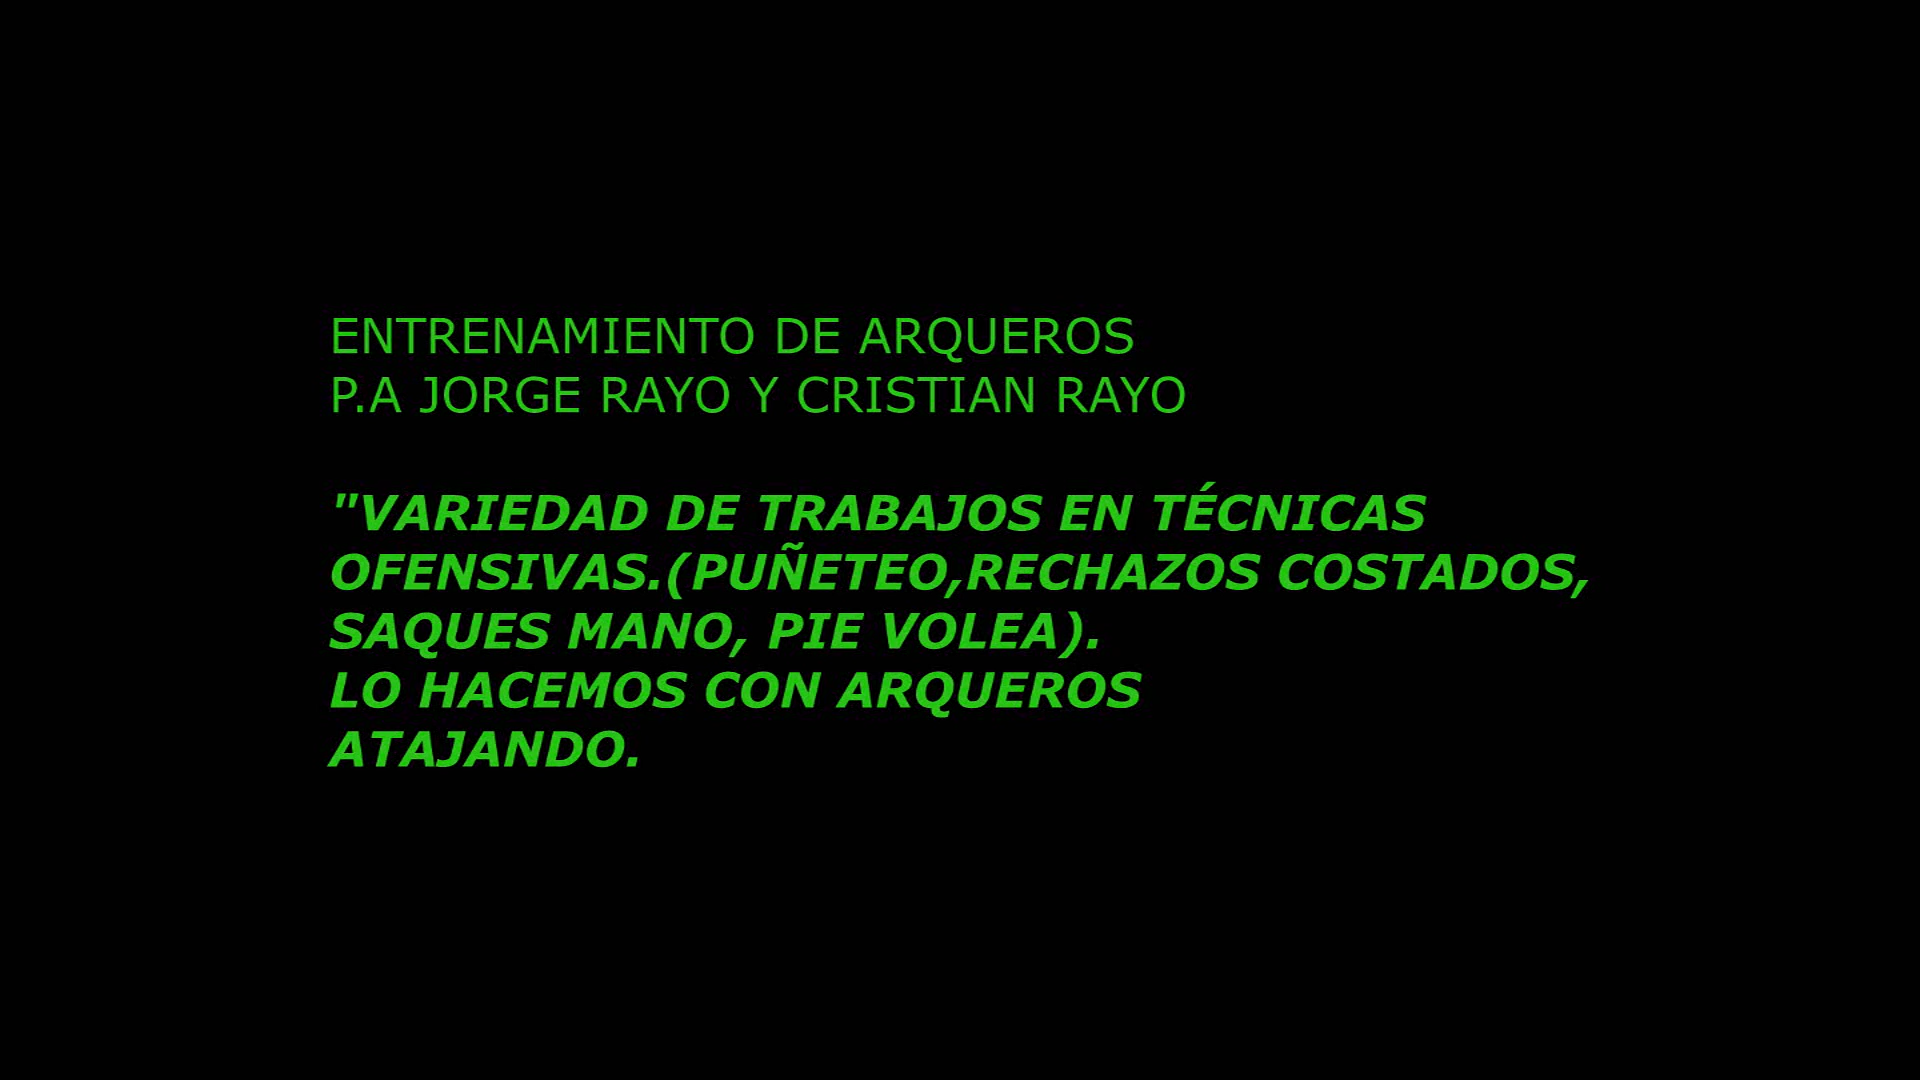 ENTRENAMIENTO DE ARQUEROS
P.A JORGE RAYO Y CRISTIAN RAYO
"VARIEDAD DE TRABAJOS EN TÉCNICAS
OFENSIVAS.(PUÑETEO,RECHAZOS COSTADOS,
SAQUES MANO, PIE VOLEA).
LO HACEMOS CON ARQUEROS
ATAJANDO.